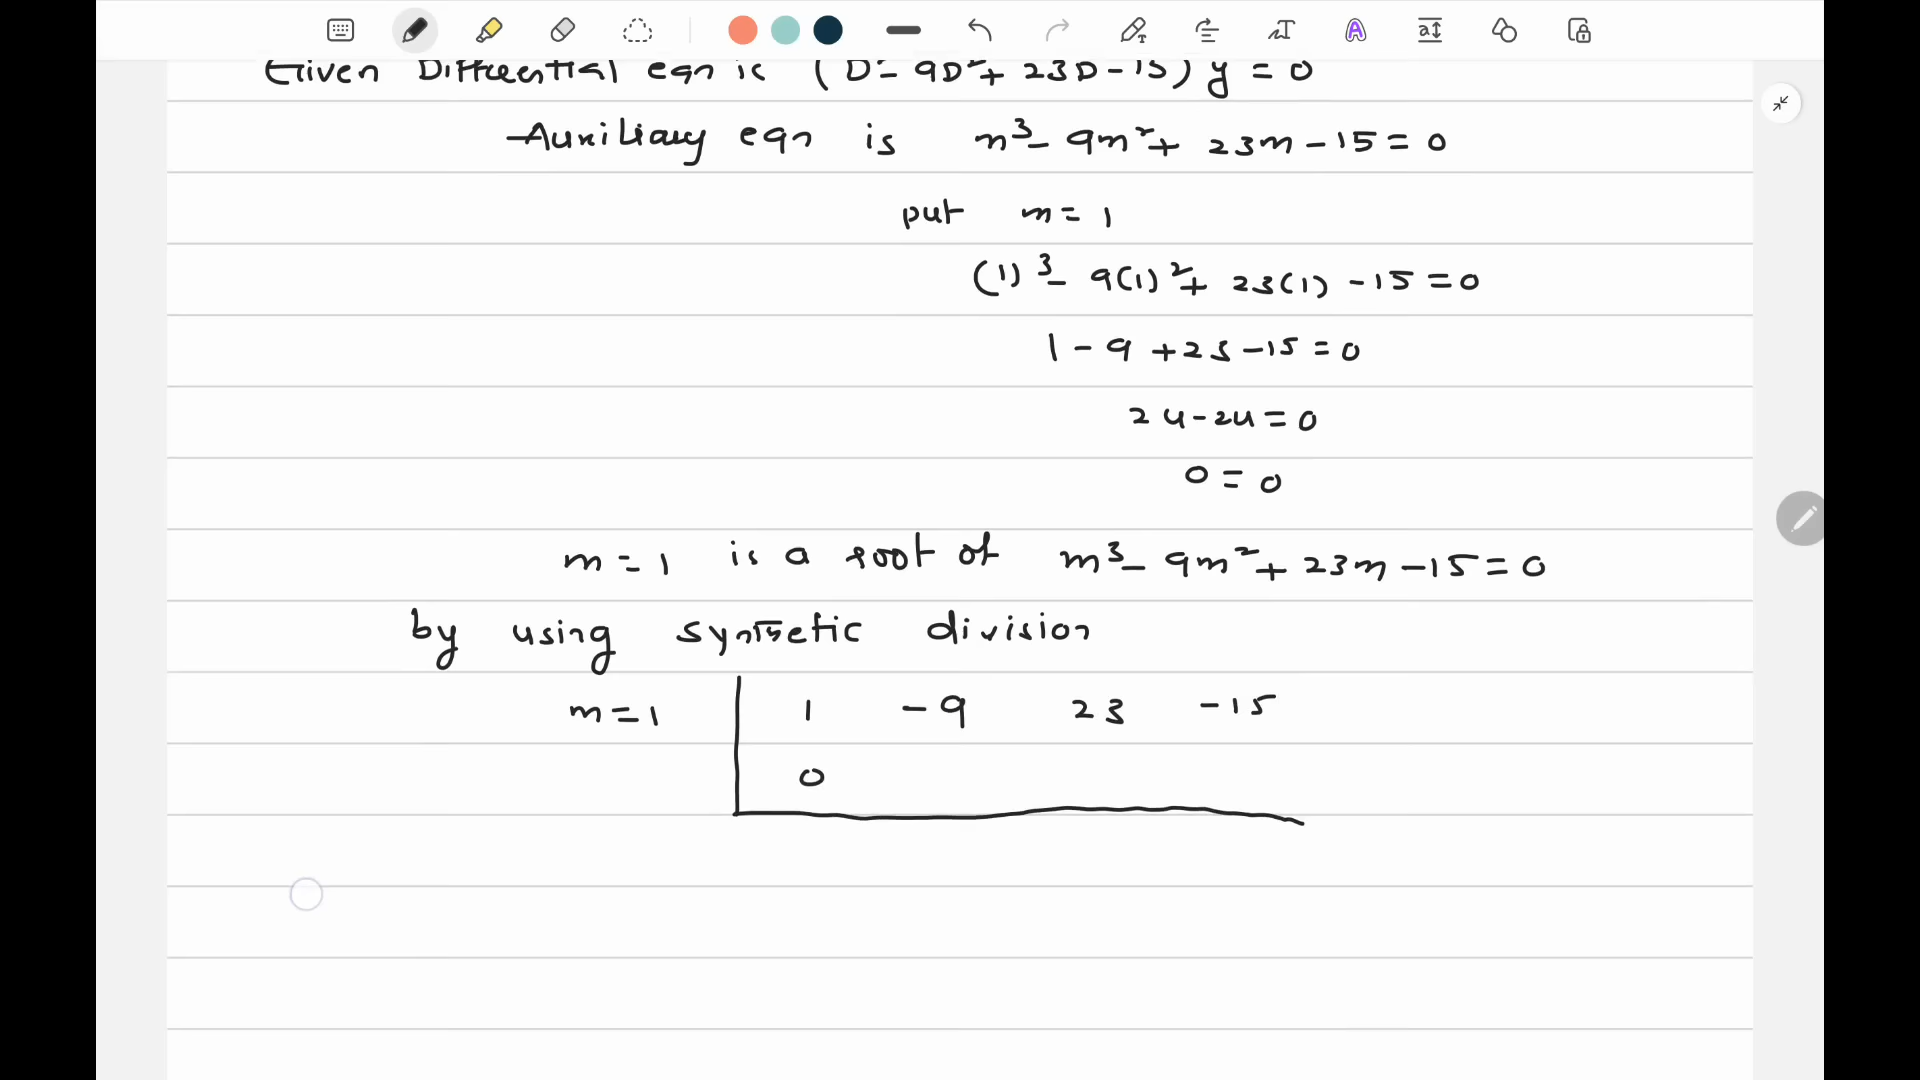 Given Differential eqn is (D³- 9D²+ 23D-15) y = 0
Auxiliary eqn is m³- 9m²+ 23m-15=0
put m= 1
(1)³- 9(1)²+ 23(1) -15=0
1 - 9 +23 -15 = 0
24-24=0
0 = 0
m=1 is a root of m³- 9m²+ 23m-15=0
by using synthetic division
m=1 1 -9 23 -15
0